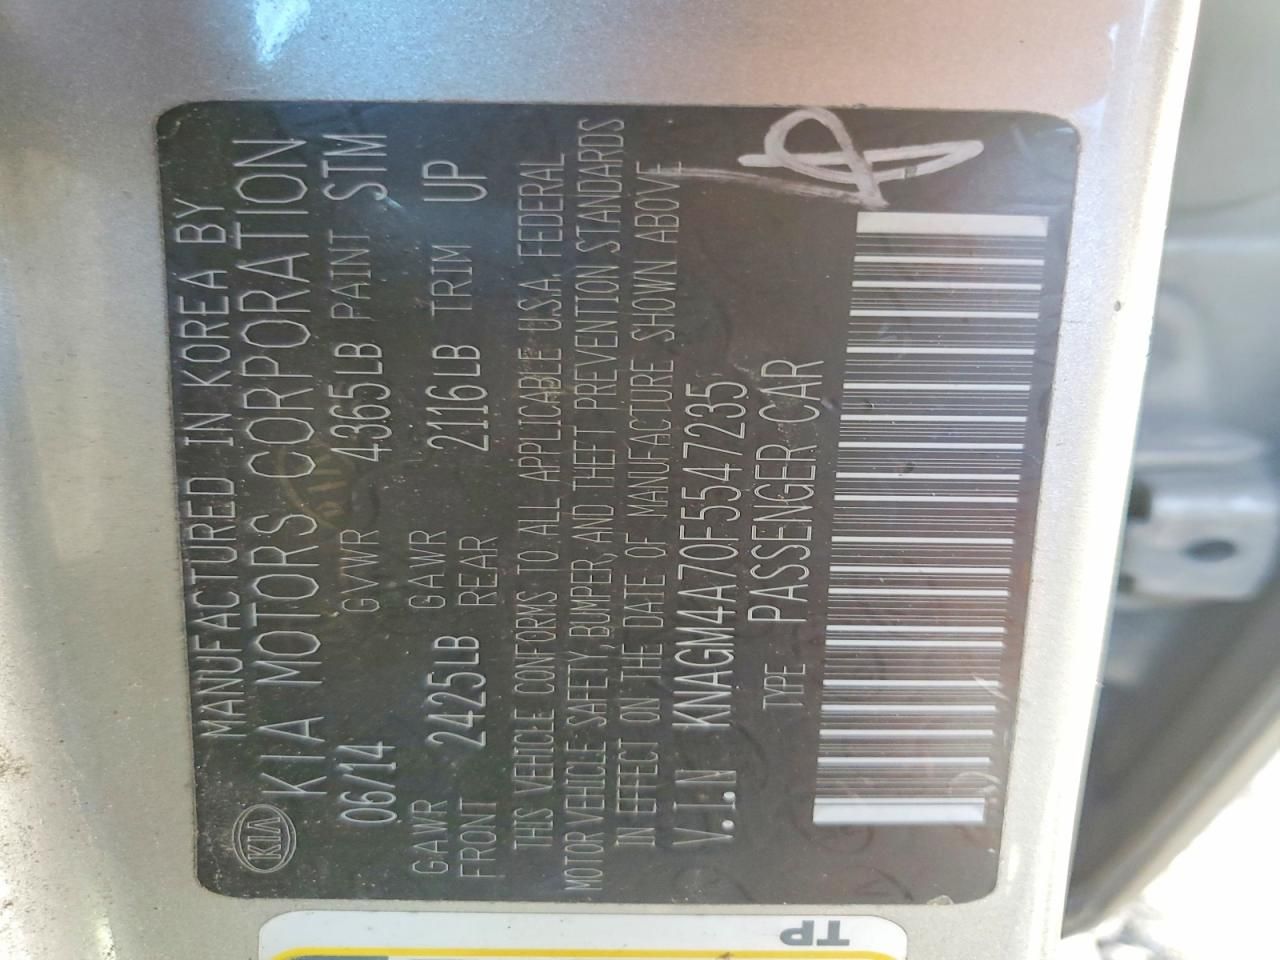 MANUFACTURED IN KOREA BY
KIA KIA MOTORS CORPORATION
06/14 GVWR 4365LB PAINT STM
GAWR FRONT 2425LB GAWR REAR 2116LB TRIM UP
THIS VEHICLE CONFORMS TO ALL APPLICABLE U.S.A. FEDERAL
MOTOR VEHICLE SAFETY, BUMPER, AND THEFT PREVENTION STANDARDS
IN EFFECT ON THE DATE OF MANUFACTURE SHOWN ABOVE
V.I.N KNAGM4A70F5547235
TYPE PASSENGER CAR
TP